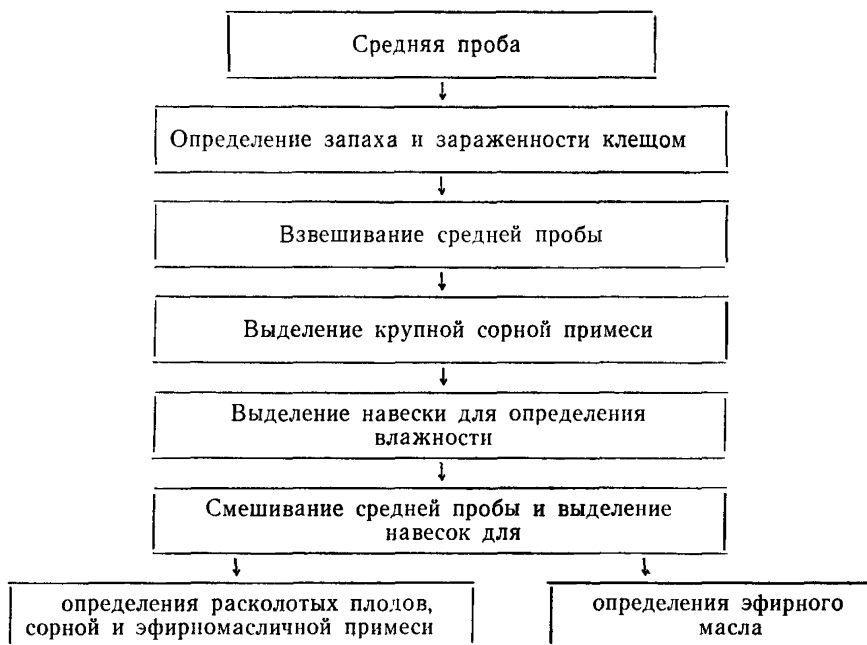 Средняя проба
Определение запаха и зараженности клещом
Взвешивание средней пробы
Выделение крупной сорной примеси
Выделение навески для определения
влажности
Смешивание средней пробы и выделение
навесок для
определения расколотых плодов,
сорной и эфирномасличной примеси
определения эфирного
масла